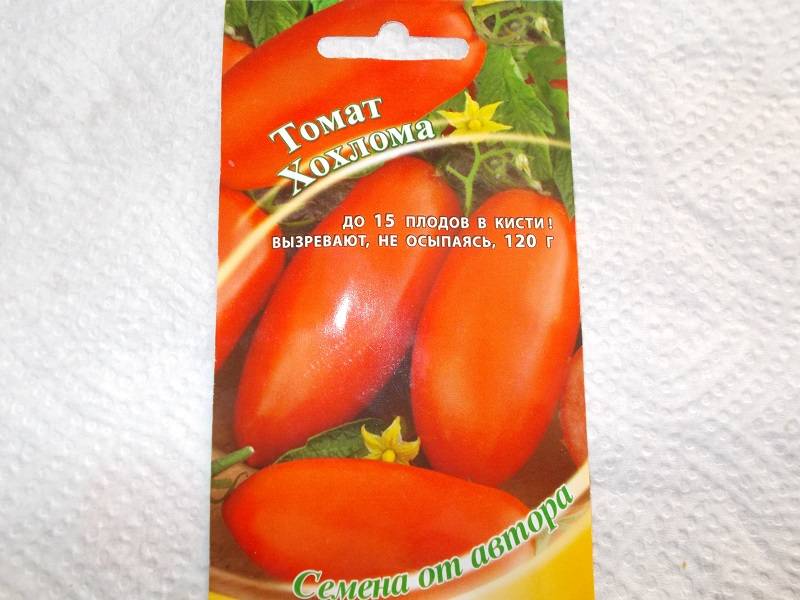 Томат
Хохлома
ДО 15 ПЛОДОВ В КИСТИ!
ВЫЗРЕВАЮТ, НЕ ОСЫПАЯСЬ, 120 Г
Семена от автора